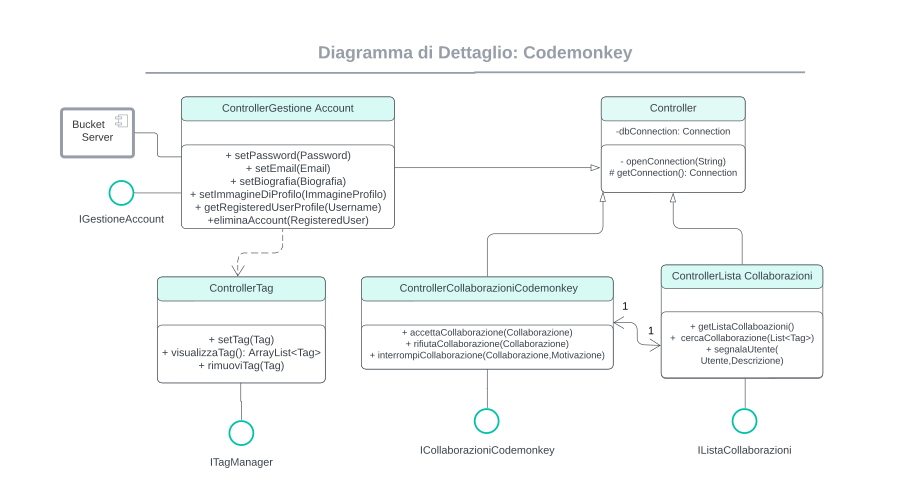 Diagramma di Dettaglio: Codemonkey
ControllerGestione Account
+ setPassword(Password)
+ setEmail(Email)
+ setBiografia(Biografia)
+ setImmagineDiProfilo(ImmagineProfilo)
+ getRegisteredUserProfile(Username)
+eliminaAccount(RegisteredUser)
Bucket
Server
IGestioneAccount
Controller
-dbConnection: Connection
- openConnection(String)
# getConnection(): Connection
ControllerTag
+ setTag(Tag)
+ visualizzaTag(): ArrayList<Tag>
+ rimuoviTag(Tag)
ITagManager
ControllerCollaborazioniCodemonkey
+ accettaCollaborazione(Collaborazione)
+ rifiutaCollaborazione(Collaborazione)
+ interrompiCollaborazione(Collaborazione,Motivazione)
ICollaborazioniCodemonkey
1
1
ControllerLista Collaborazioni
+ getListaCollaboazioni()
+ cercaCollaborazione(List<Tag>)
+ segnalaUtente(
Utente,Descrizione)
IListaCollaborazioni